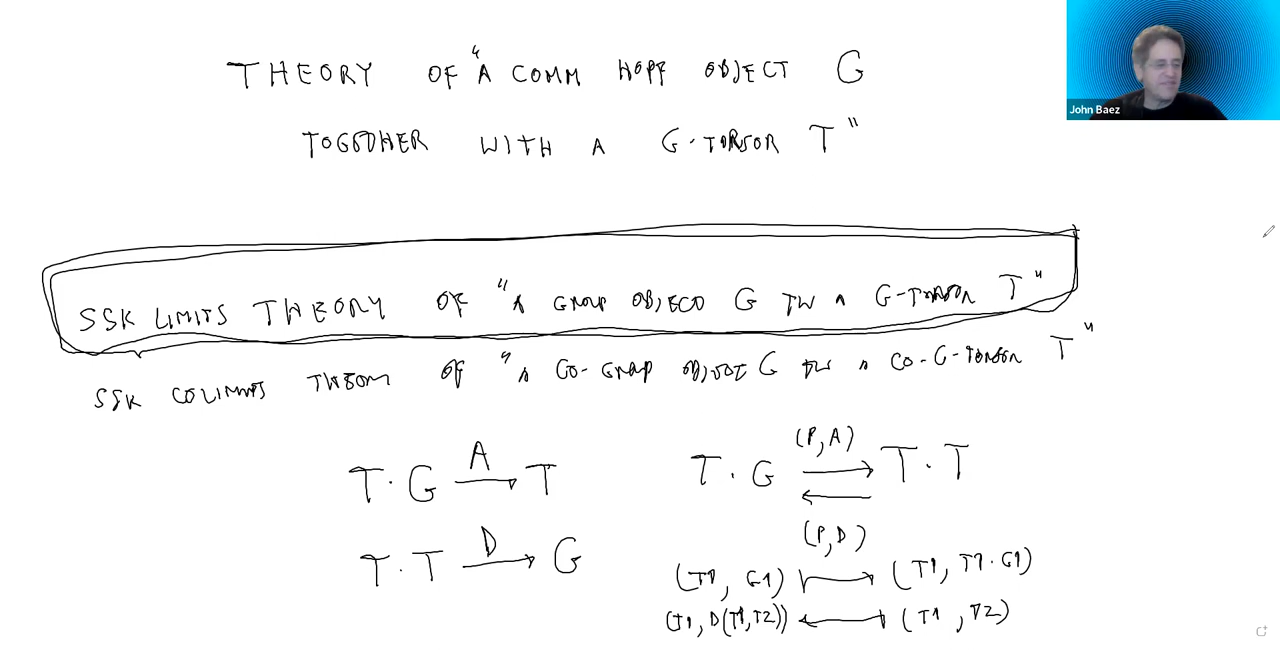 THEORY OF "A COMM HOPF OBJECT G
TOGETHER WITH A G-TORSOR T"
John Baez
SSK LIMITS THEORY OF "A GROUP OBJECT G TW A G-TORSOR T"
SSK COLIMITS THEORY OF "A CO-GROUP OBJECT G TW A CO-G-TORSOR T"
T · G A→ T
T · G (P,A) ⇄ T · T
(P,D)
T · T D→ G
(T1, G1) ↦ (T1, T1·G1)
(T1, D(T1,T2)) ↤ (T1, T2)